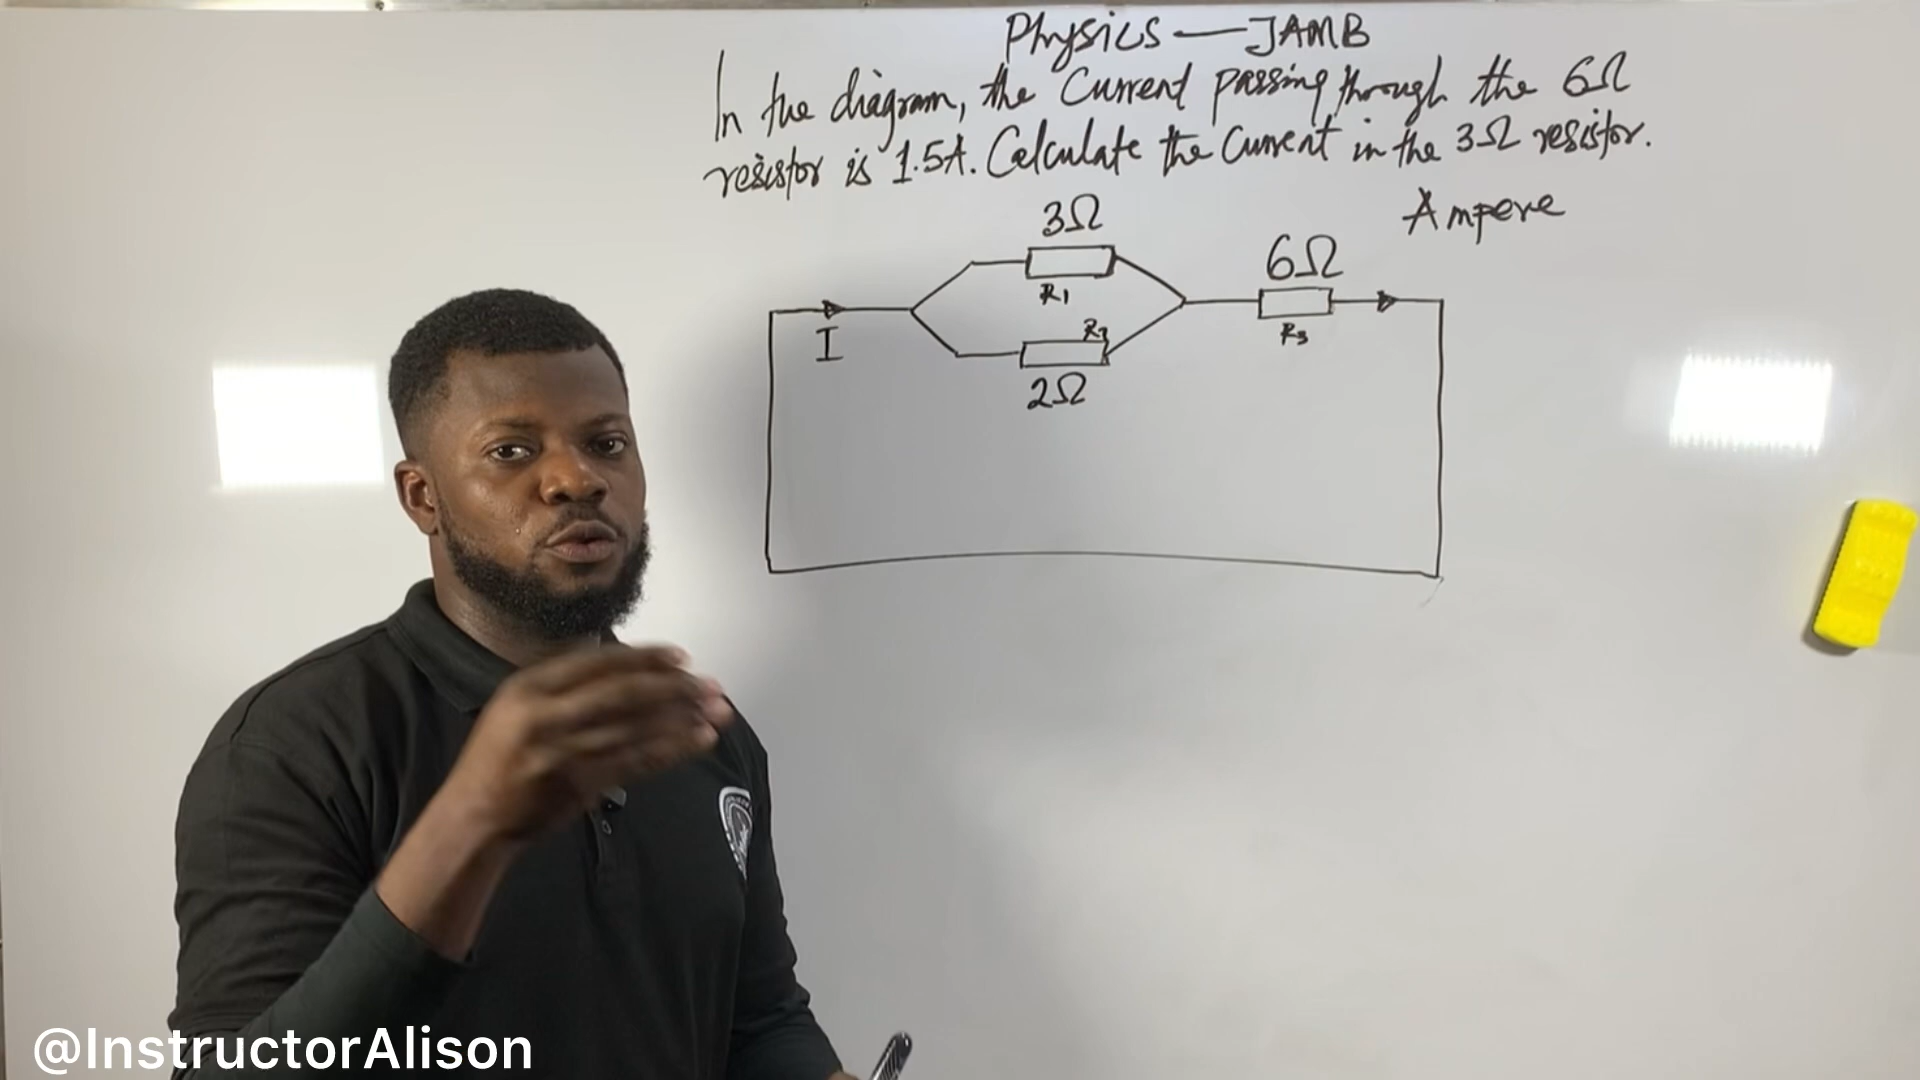 Physics — JAMB
In the diagram, the Current passing through the 6Ω
resistor is 1.5A. Calculate the Current in the 3Ω resistor.
Ampere
3Ω
R1
6Ω
R3
I
R2
2Ω
@InstructorAlison